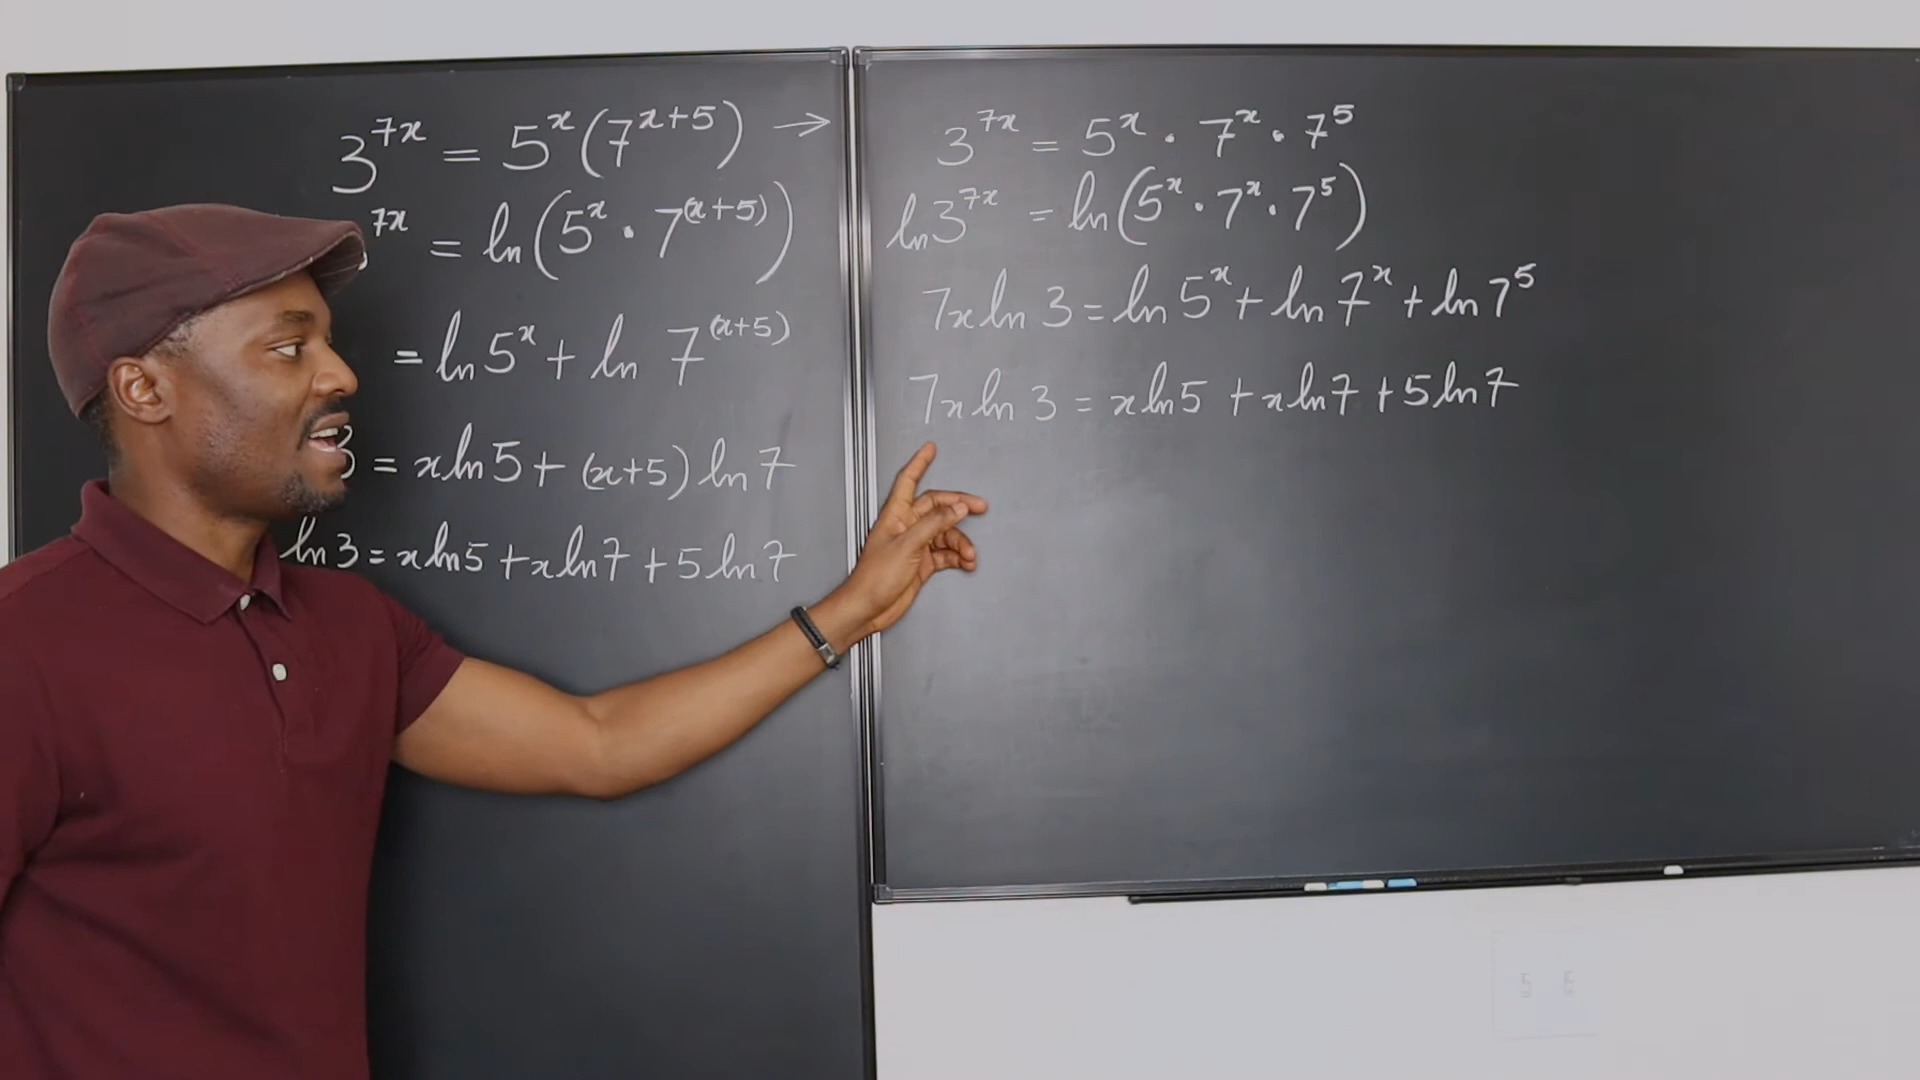 3^{7x} = 5^x (7^{x+5}) →
7x = ln(5^x · 7^{(x+5)})
= ln 5^x + ln 7^{(x+5)}
3 = x ln 5 + (x+5) ln 7
ln 3 = x ln 5 + x ln 7 + 5 ln 7
3^{7x} = 5^x · 7^x · 7^5
ln 3^{7x} = ln(5^x · 7^x · 7^5)
7x ln 3 = ln 5^x + ln 7^x + ln 7^5
7x ln 3 = x ln 5 + x ln 7 + 5 ln 7